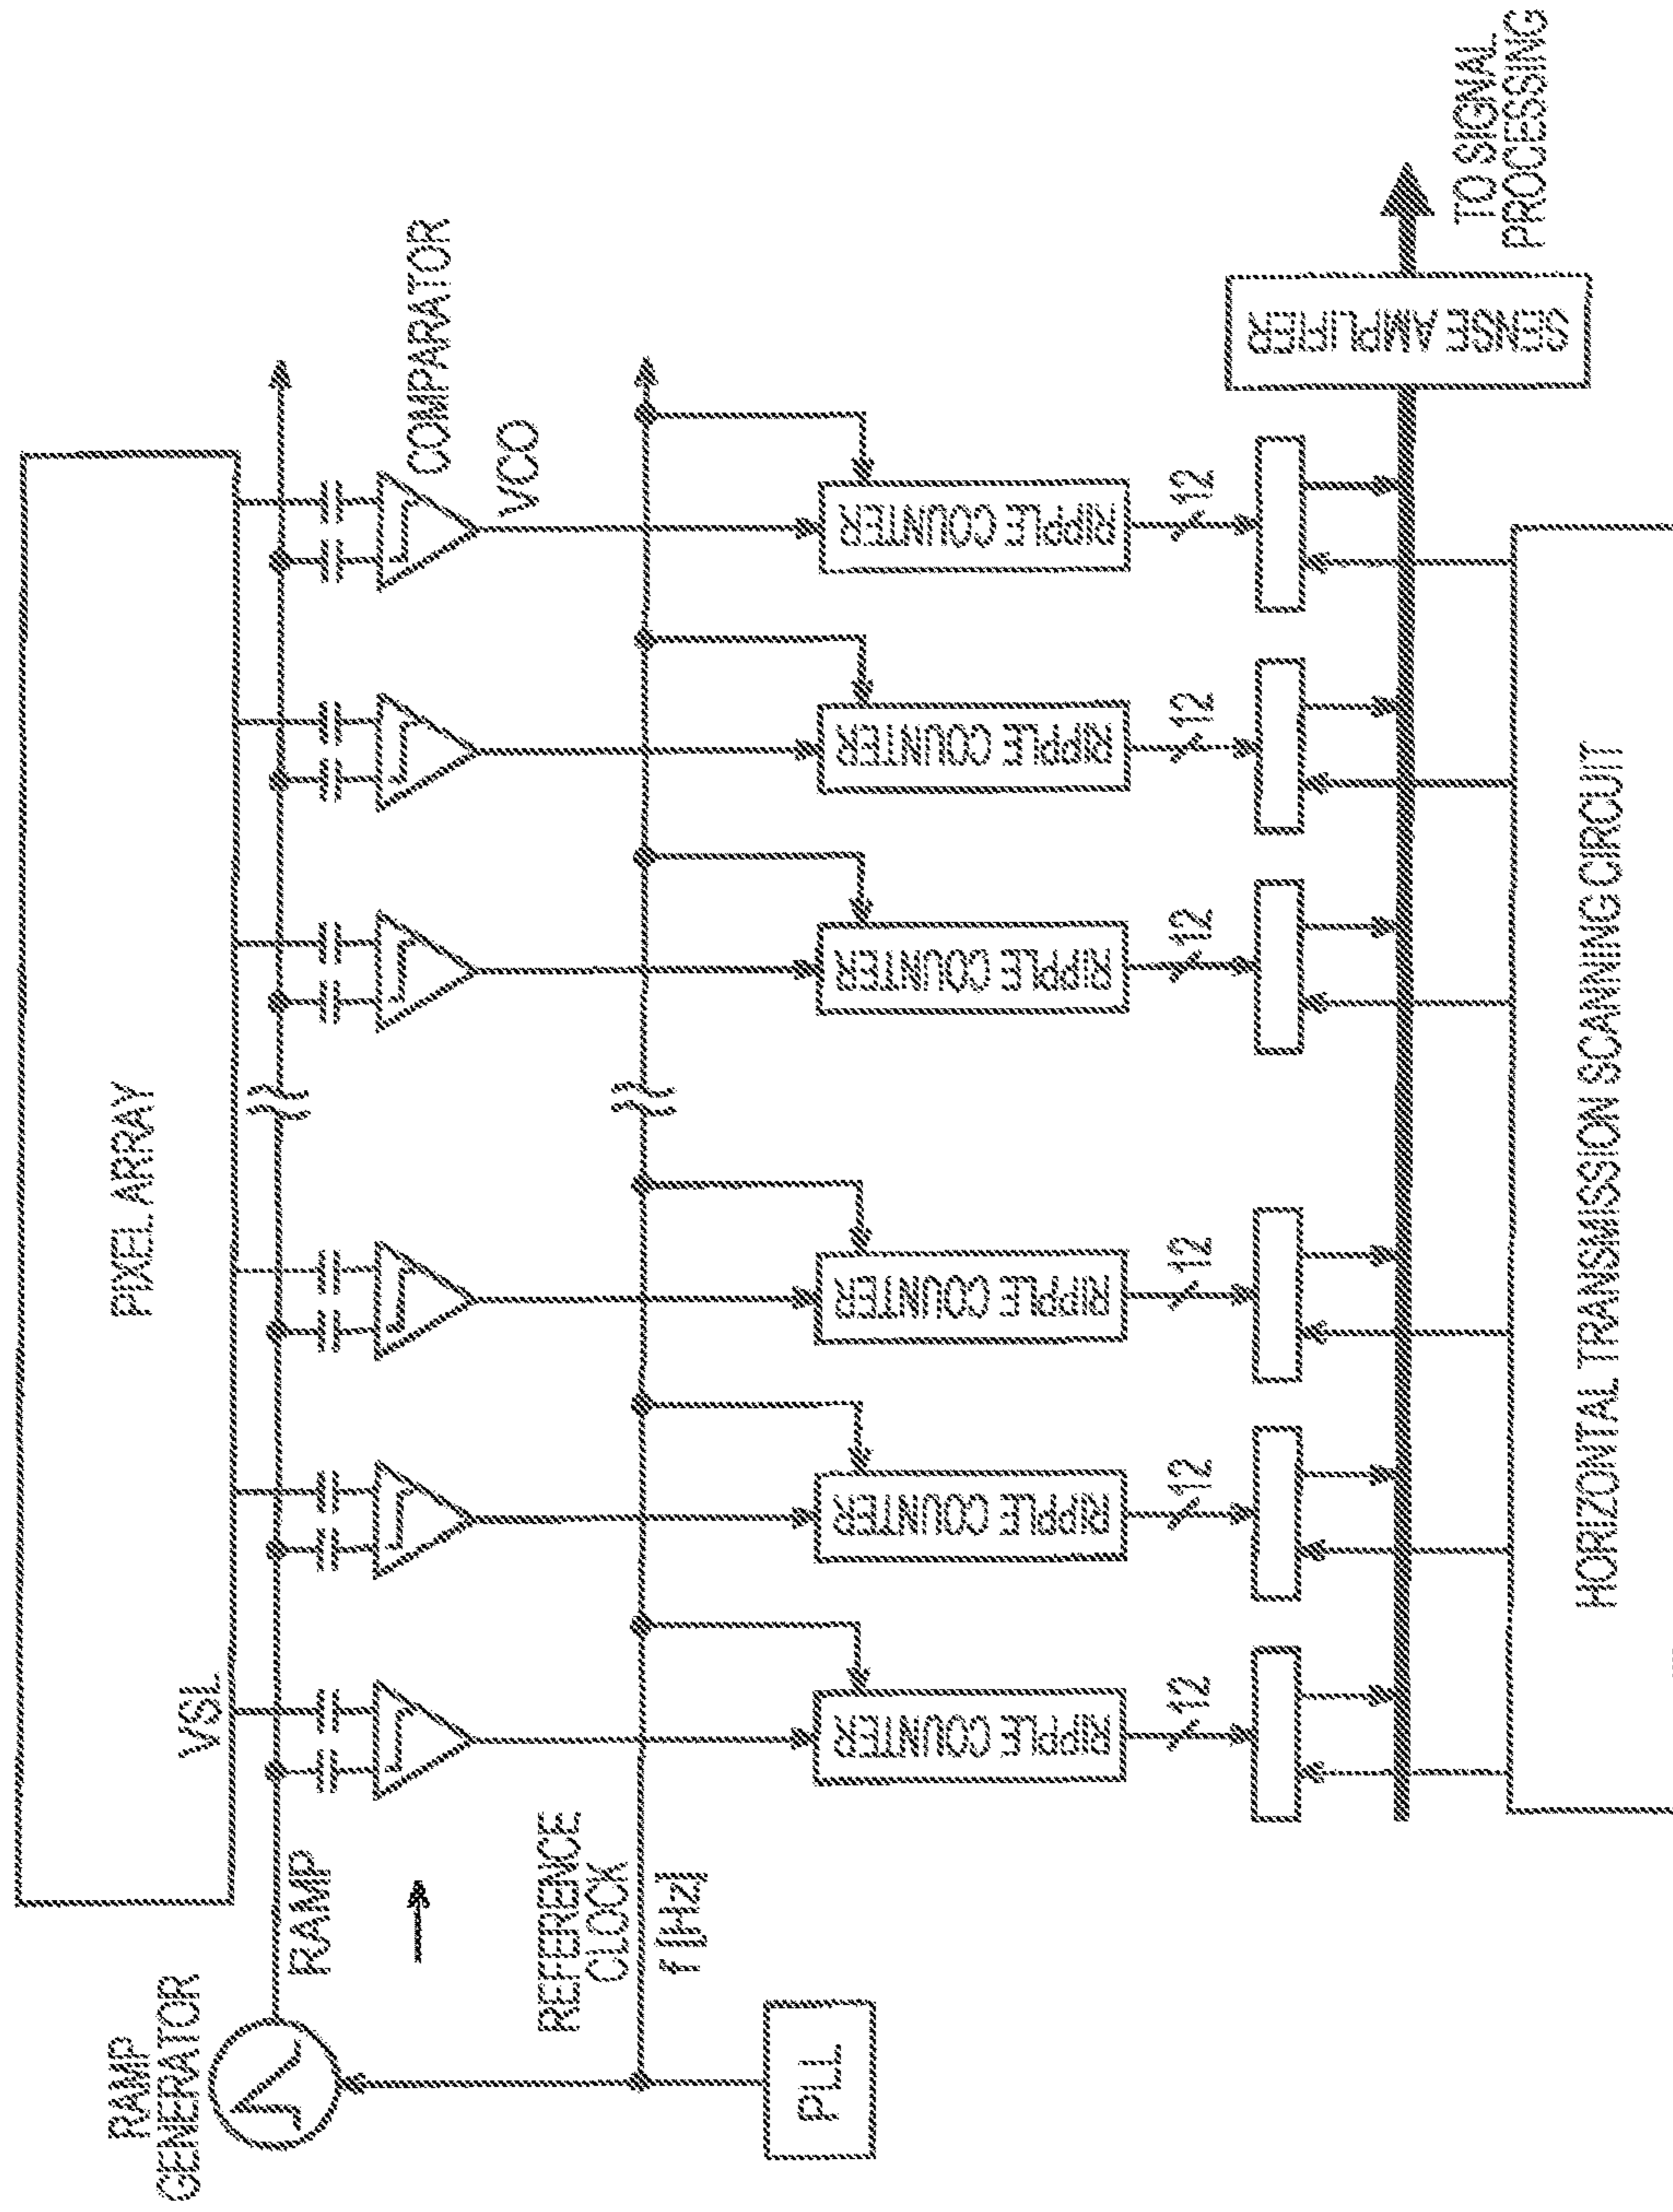 PIXEL ARRAY
VSL
RAMP
GENERATOR
RAMP
COMPARATOR
VCO
REFERENCE
CLOCK
f [Hz]
PLL
RIPPLE COUNTER
RIPPLE COUNTER
RIPPLE COUNTER
RIPPLE COUNTER
RIPPLE COUNTER
RIPPLE COUNTER
12
12
12
12
12
12
SENSE AMPLIFIER
TO SIGNAL
PROCESSING
HORIZONTAL TRANSMISSION SCANNING CIRCUIT